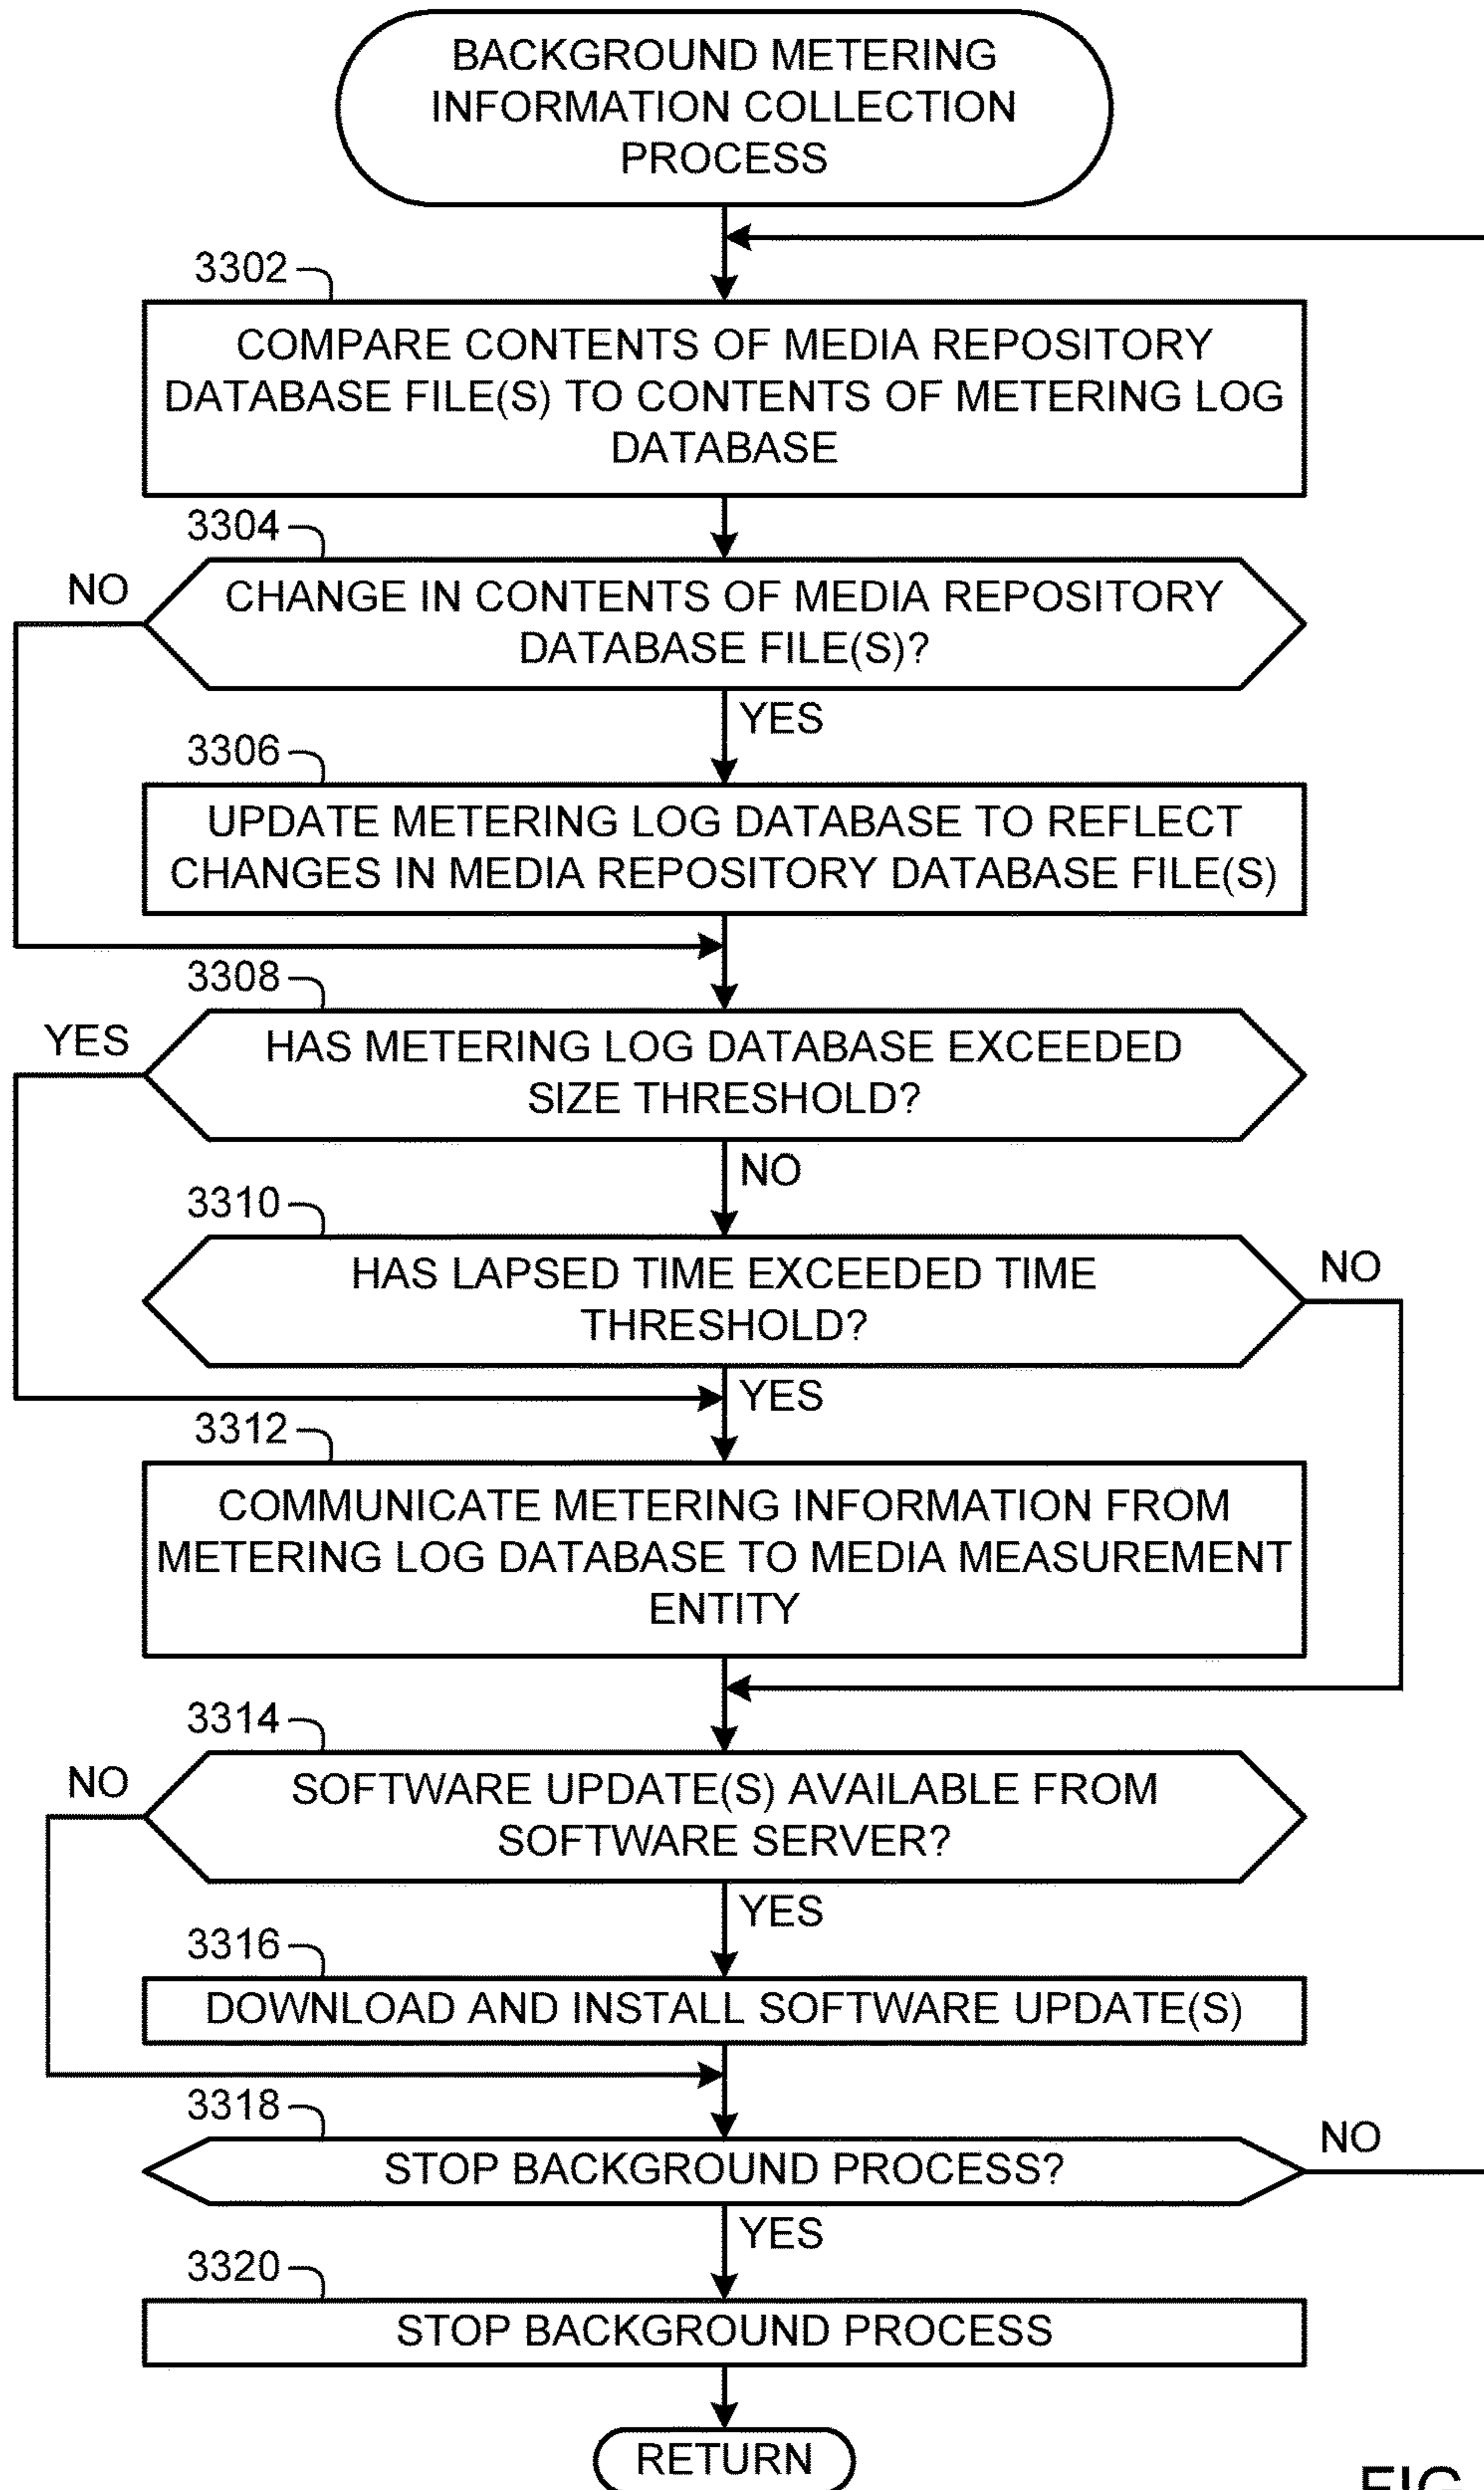 BACKGROUND METERING
INFORMATION COLLECTION
PROCESS
3302
COMPARE CONTENTS OF MEDIA REPOSITORY
DATABASE FILE(S) TO CONTENTS OF METERING LOG
DATABASE
3304
NO
CHANGE IN CONTENTS OF MEDIA REPOSITORY
DATABASE FILE(S)?
YES
3306
UPDATE METERING LOG DATABASE TO REFLECT
CHANGES IN MEDIA REPOSITORY DATABASE FILE(S)
3308
YES
HAS METERING LOG DATABASE EXCEEDED
SIZE THRESHOLD?
NO
3310
HAS LAPSED TIME EXCEEDED TIME
THRESHOLD?
NO
YES
3312
COMMUNICATE METERING INFORMATION FROM
METERING LOG DATABASE TO MEDIA MEASUREMENT
ENTITY
3314
NO
SOFTWARE UPDATE(S) AVAILABLE FROM
SOFTWARE SERVER?
YES
3316
DOWNLOAD AND INSTALL SOFTWARE UPDATE(S)
3318
STOP BACKGROUND PROCESS?
NO
YES
3320
STOP BACKGROUND PROCESS
RETURN
FIG